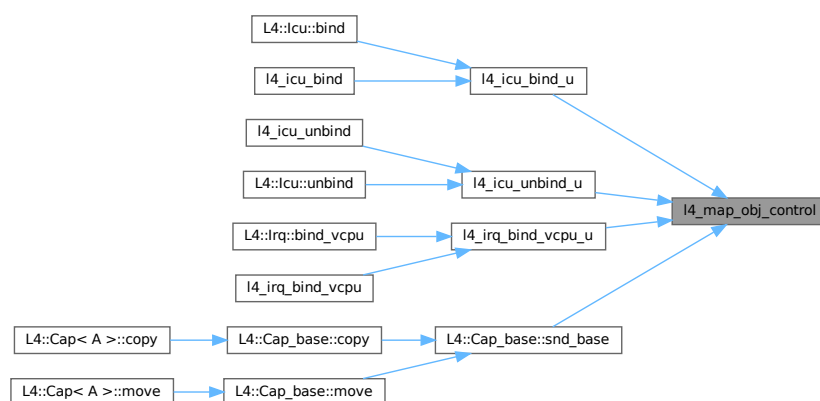 L4::Icu::bind
l4_icu_bind
l4_icu_bind_u
l4_icu_unbind
L4::Icu::unbind
l4_icu_unbind_u
l4_map_obj_control
L4::Irq::bind_vcpu
l4_irq_bind_vcpu_u
l4_irq_bind_vcpu
L4::Cap< A >::copy
L4::Cap_base::copy
L4::Cap_base::snd_base
L4::Cap< A >::move
L4::Cap_base::move